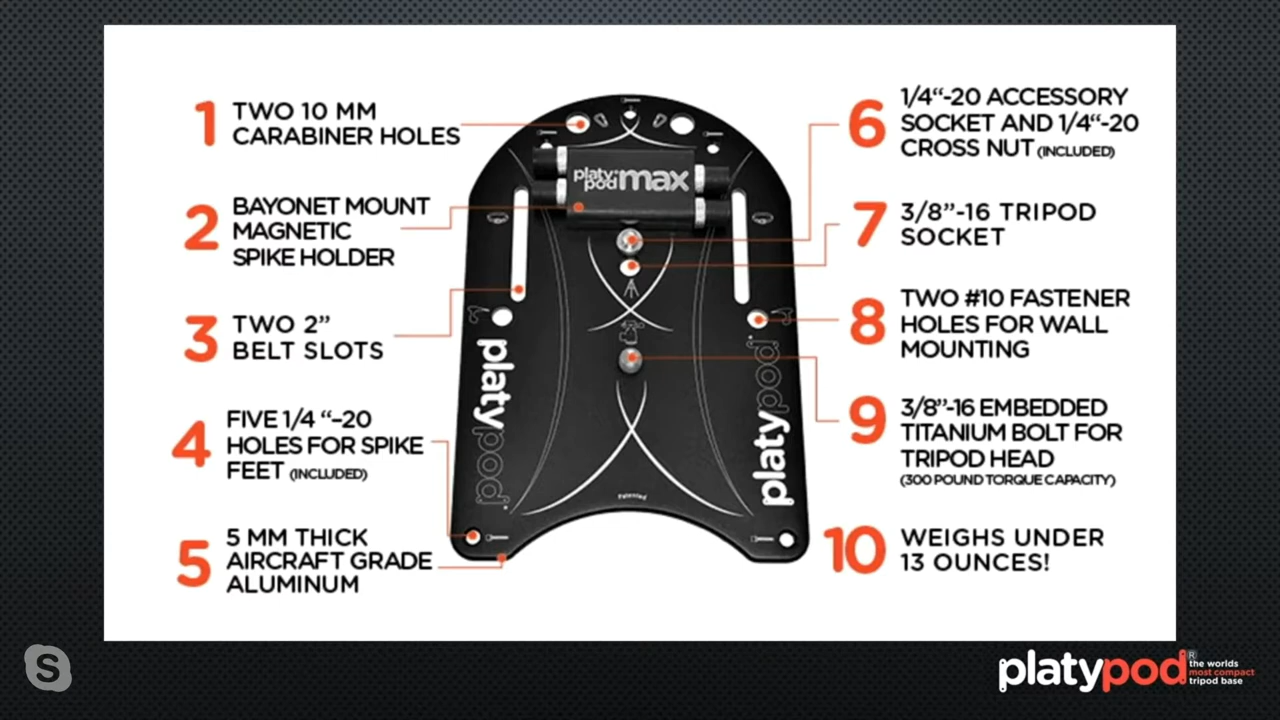 1 TWO 10 MM
CARABINER HOLES
2 BAYONET MOUNT
MAGNETIC
SPIKE HOLDER
3 TWO 2”
BELT SLOTS
4 FIVE 1/4 “-20
HOLES FOR SPIKE
FEET (INCLUDED)
5 5 MM THICK
AIRCRAFT GRADE
ALUMINUM
platy
pod max
platypod
platypod
Patented
6 1/4“-20 ACCESSORY
SOCKET AND 1/4“-20
CROSS NUT (INCLUDED)
7 3/8”-16 TRIPOD
SOCKET
8 TWO #10 FASTENER
HOLES FOR WALL
MOUNTING
9 3/8”-16 EMBEDDED
TITANIUM BOLT FOR
TRIPOD HEAD
(300 POUND TORQUE CAPACITY)
10 WEIGHS UNDER
13 OUNCES!
S
platypod®
the worlds
most compact
tripod base